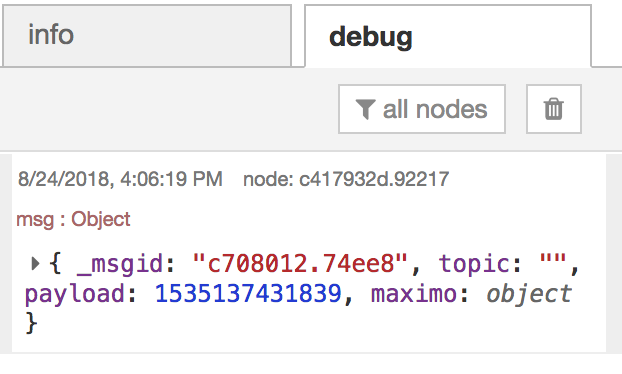 info
debug
all nodes
8/24/2018, 4:06:19 PM node: c417932d.92217
msg : Object
{ _msgid: "c708012.74ee8", topic: "",
payload: 1535137431839, maximo: object
}